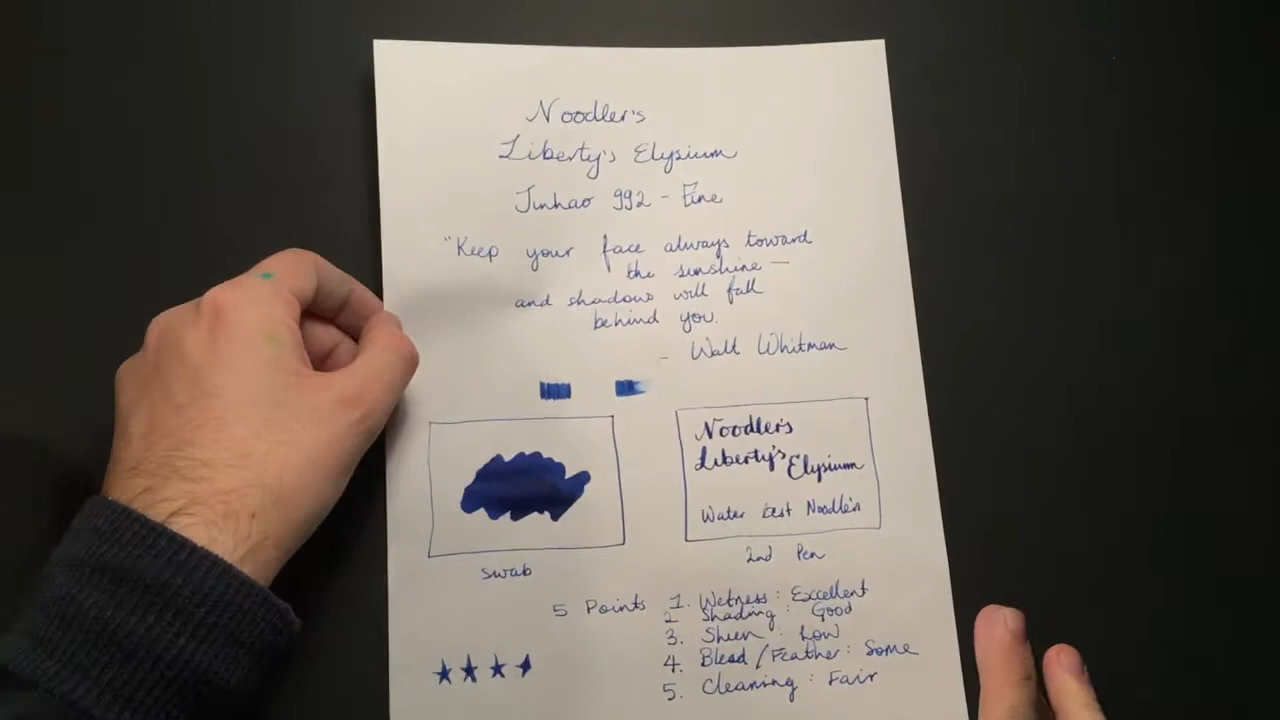 Noodler's
Liberty's Elysium
Jinhao 992 - Fine
"Keep your face always toward
the sunshine —
and shadows will fall
behind you.
- Walt Whitman
Noodler's
Liberty's Elysium
Water test Noodler's
swab
2nd Pen
5 Points
1. Wetness : Excellent
2 Shading : Good
3. Sheen : Low
4. Bleed / Feather : Some
5. Cleaning : Fair